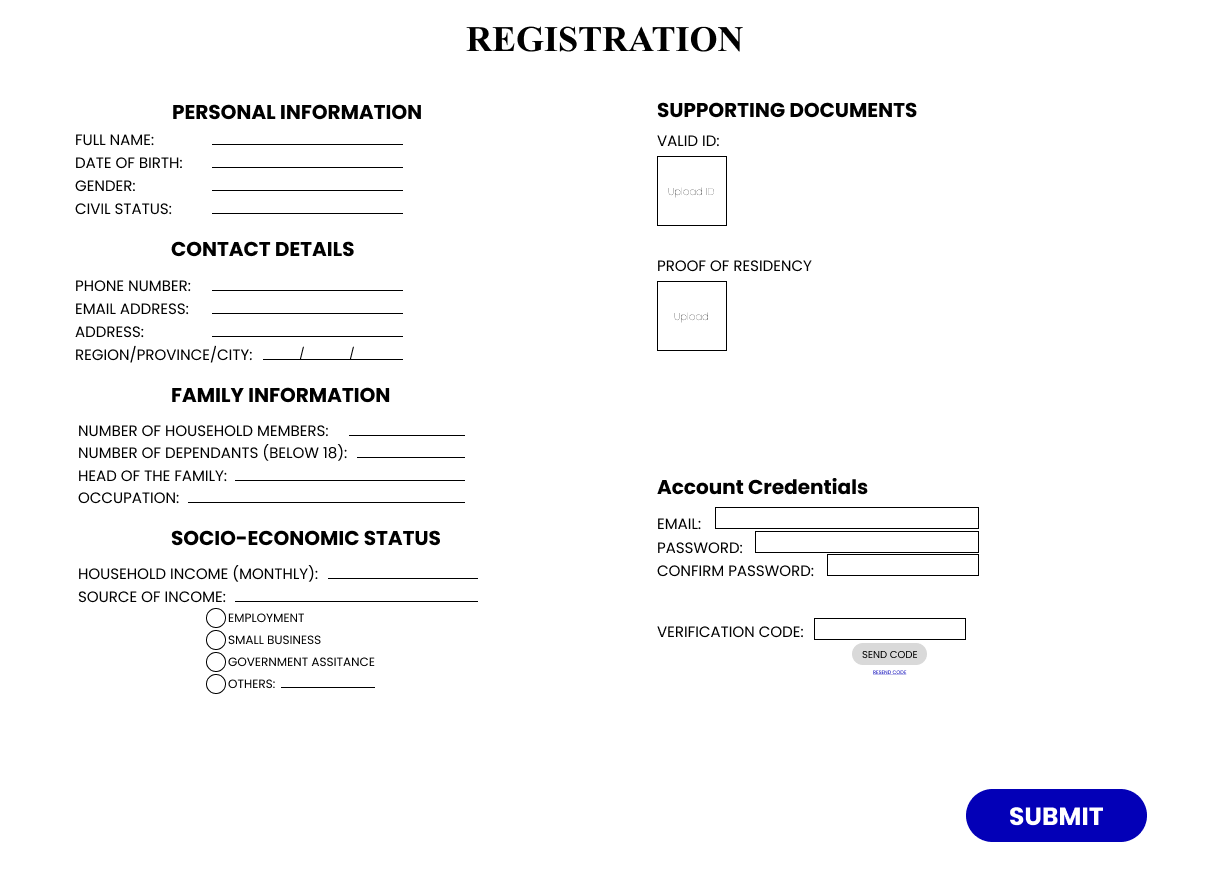 REGISTRATION
PERSONAL INFORMATION
FULL NAME:
DATE OF BIRTH:
GENDER:
CIVIL STATUS:
CONTACT DETAILS
PHONE NUMBER:
EMAIL ADDRESS:
ADDRESS:
REGION/PROVINCE/CITY: / /
FAMILY INFORMATION
NUMBER OF HOUSEHOLD MEMBERS:
NUMBER OF DEPENDANTS (BELOW 18):
HEAD OF THE FAMILY:
OCCUPATION:
SOCIO-ECONOMIC STATUS
HOUSEHOLD INCOME (MONTHLY):
SOURCE OF INCOME:
EMPLOYMENT
SMALL BUSINESS
GOVERNMENT ASSITANCE
OTHERS:
SUPPORTING DOCUMENTS
VALID ID:
Upload ID
PROOF OF RESIDENCY
Upload
Account Credentials
EMAIL:
PASSWORD:
CONFIRM PASSWORD:
VERIFICATION CODE:
SEND CODE
RESEND CODE
SUBMIT